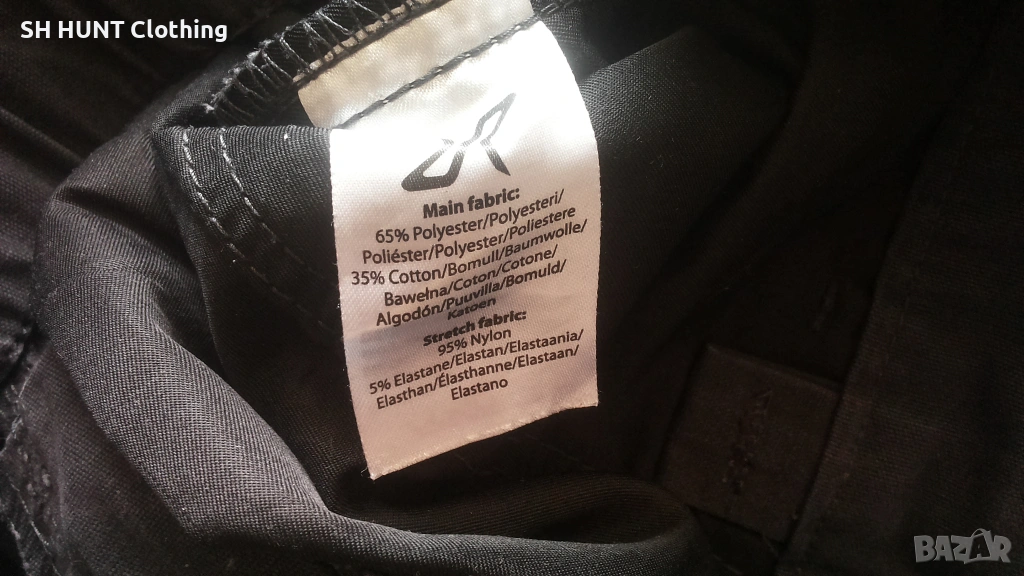 SH HUNT Clothing
Main fabric:
65% Polyester/Polyesteri/
Poliéster/Polyester/Poliestere
35% Cotton/Bomull/Baumwolle/
Bawełna/Coton/Cotone/
Algodón/Puuvilla/Bomuld/
Katoen
Stretch fabric:
95% Nylon
5% Elastane/Elastan/Elastaania/
Elasthan/Élasthanne/Elastaan/
Elastano
BAZAR